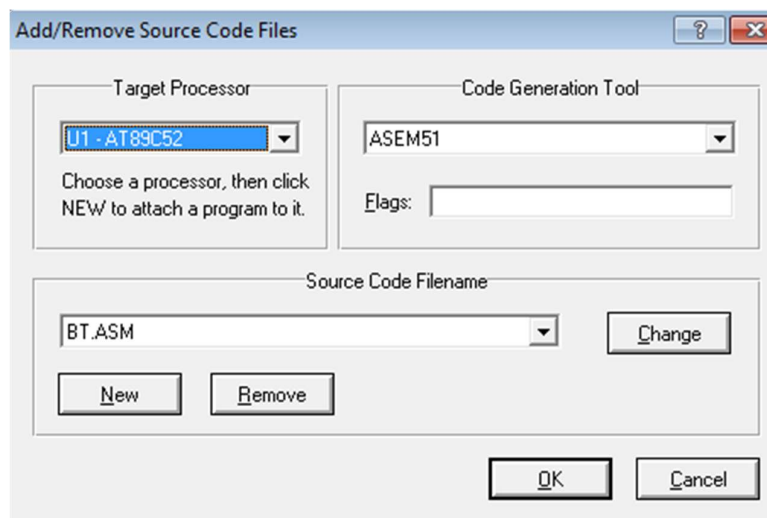 Add/Remove Source Code Files
Target Processor
U1 - AT89C52
Choose a processor, then click
NEW to attach a program to it.
Code Generation Tool
ASEM51
Flags:
Source Code Filename
BT.ASM
Change
New
Remove
OK
Cancel